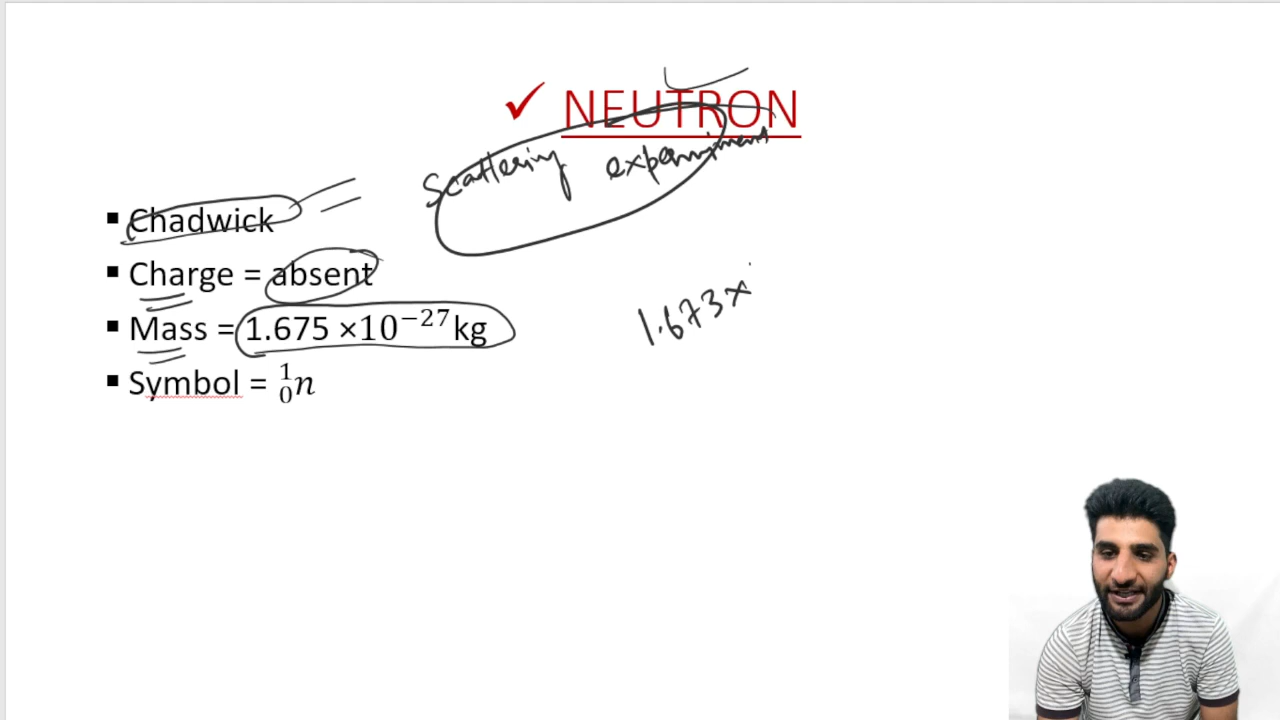 ✓ NEUTRON
Scattering experiment
▪ Chadwick
▪ Charge = absent
▪ Mass = 1.675 ×10⁻²⁷kg
1.673×
▪ Symbol = ¹₀n